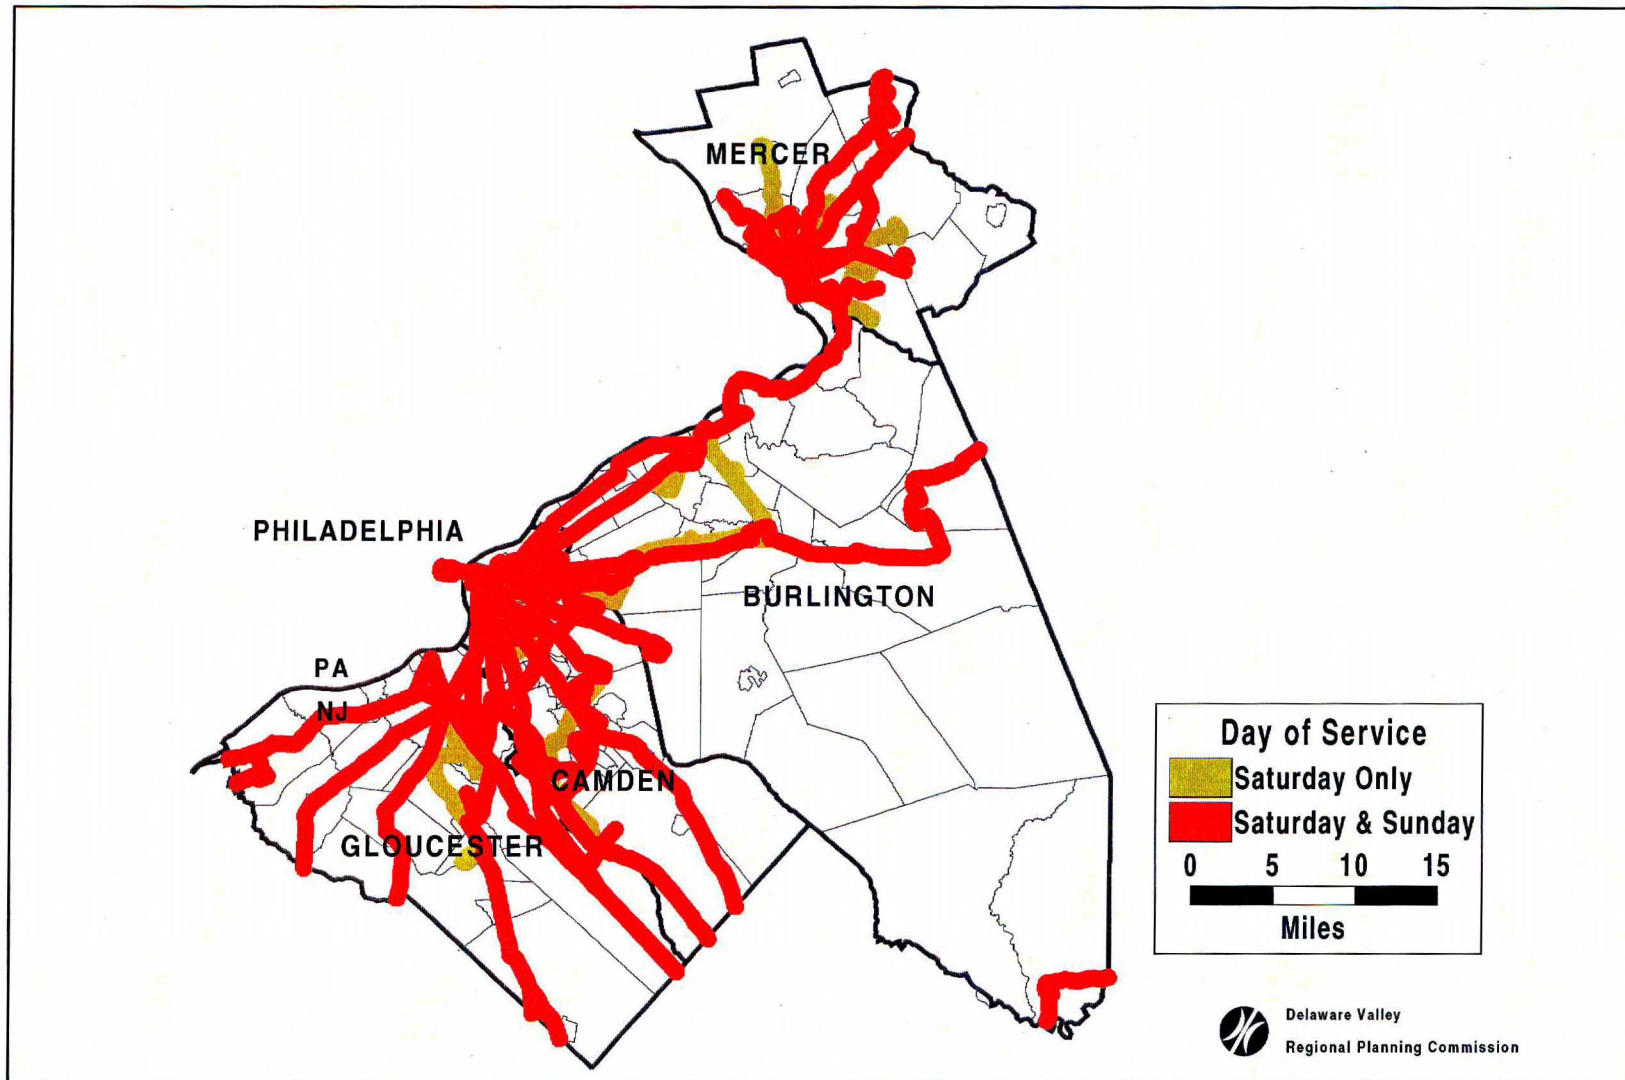 MERCER
PHILADELPHIA
BURLINGTON
PA
NJ
CAMDEN
GLOUCESTER
Day of Service
Saturday Only
Saturday & Sunday
0 5 10 15
Miles
Delaware Valley
Regional Planning Commission